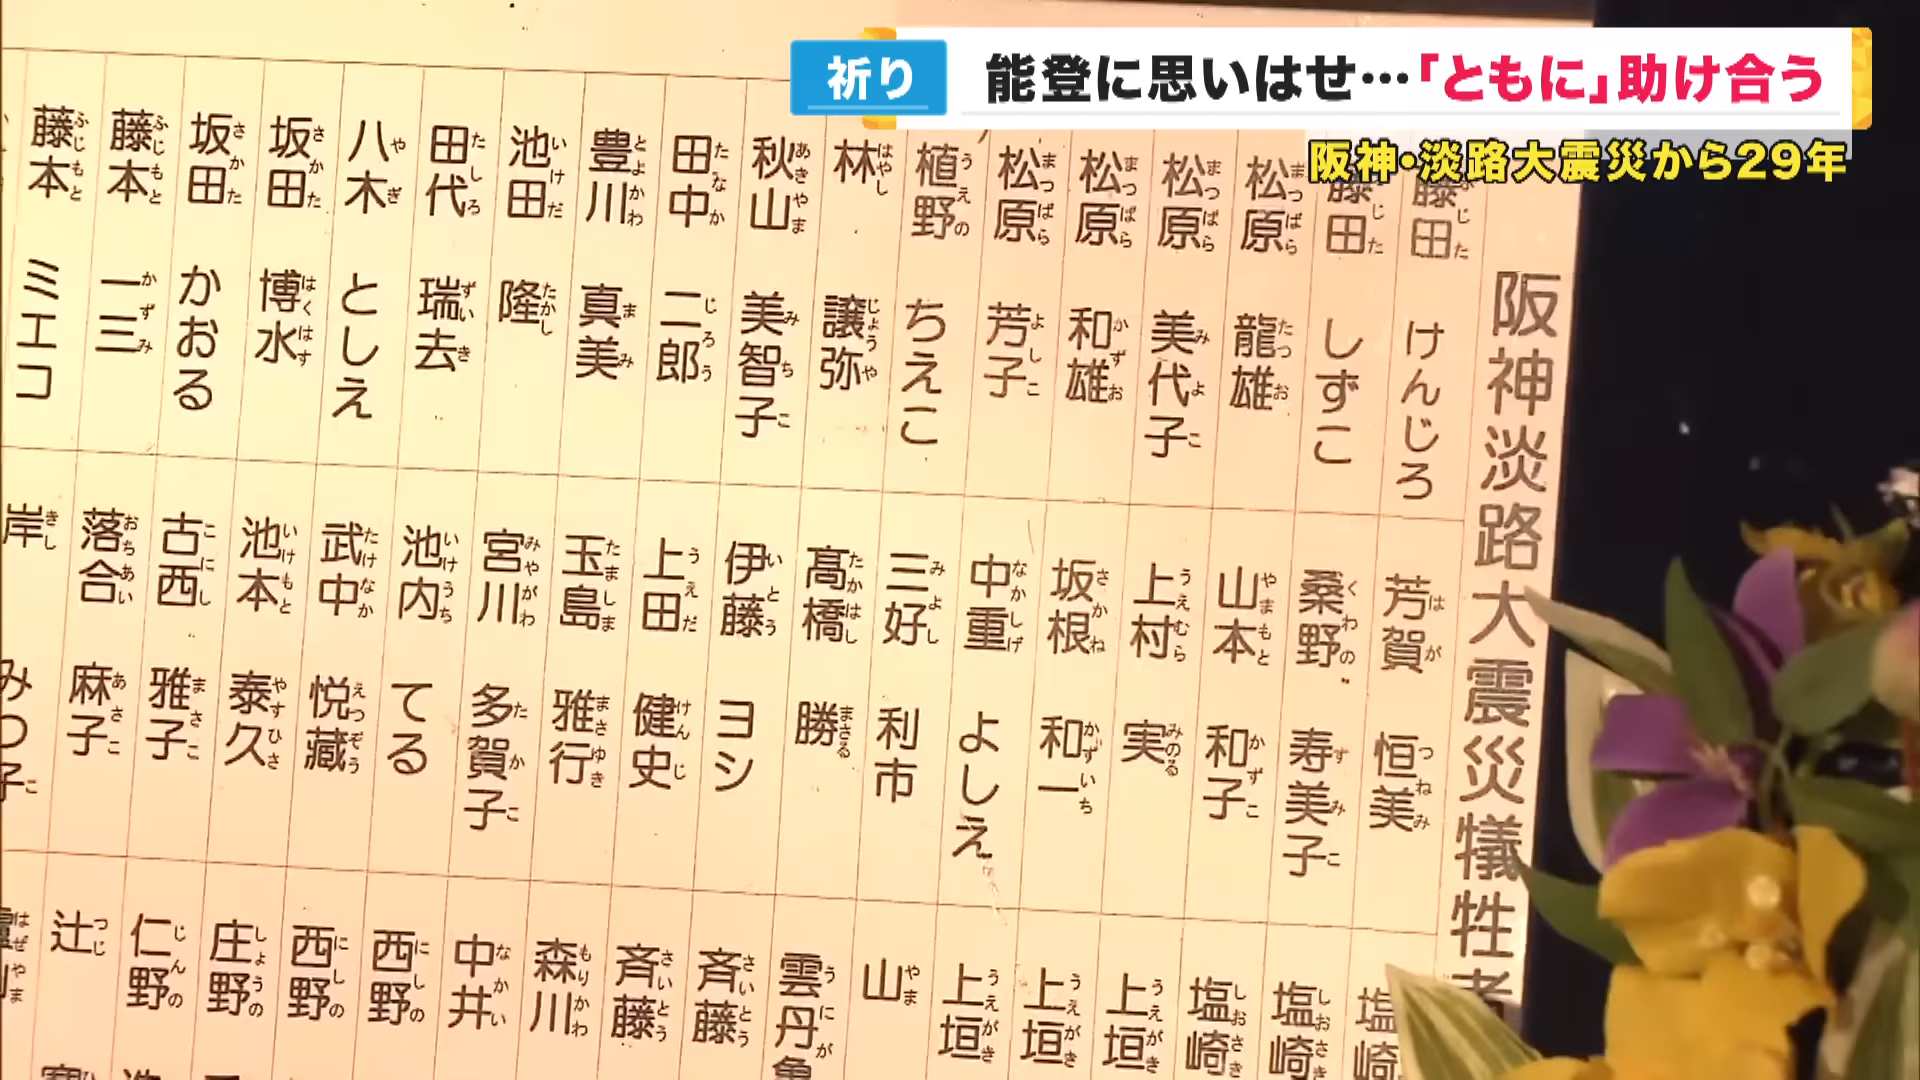 祈り
能登に思いはせ…「ともに」助け合う
阪神・淡路大震災から29年
阪神淡路大震災犠牲者
藤田 けんじろ
藤田 しずこ
松原 龍雄
松原 美代子
松原 和雄
松原 芳子
植野 ちえこ
林 譲弥
秋山 美智子
田中 二郎
豊川 真美
池田 隆
田代 瑞去
八木 としえ
坂田 博水
坂田 かおる
藤本 一三
藤本 ミエコ
芳賀 恒美
桑野 寿美子
山本 和子
上村 実
坂根 和一
中重 よしえ
三好 利市
髙橋 勝
伊藤 ヨシ
上田 健史
玉島 雅行
宮川 多賀子
池内 てる
武中 悦藏
池本 泰久
古西 雅子
落合 麻子
岸 みつ子
塩崎
塩崎
塩崎
上垣
上垣
上垣
山
雲丹亀
斉藤
斉藤
森川
中井
西野
西野
庄野
仁野
辻